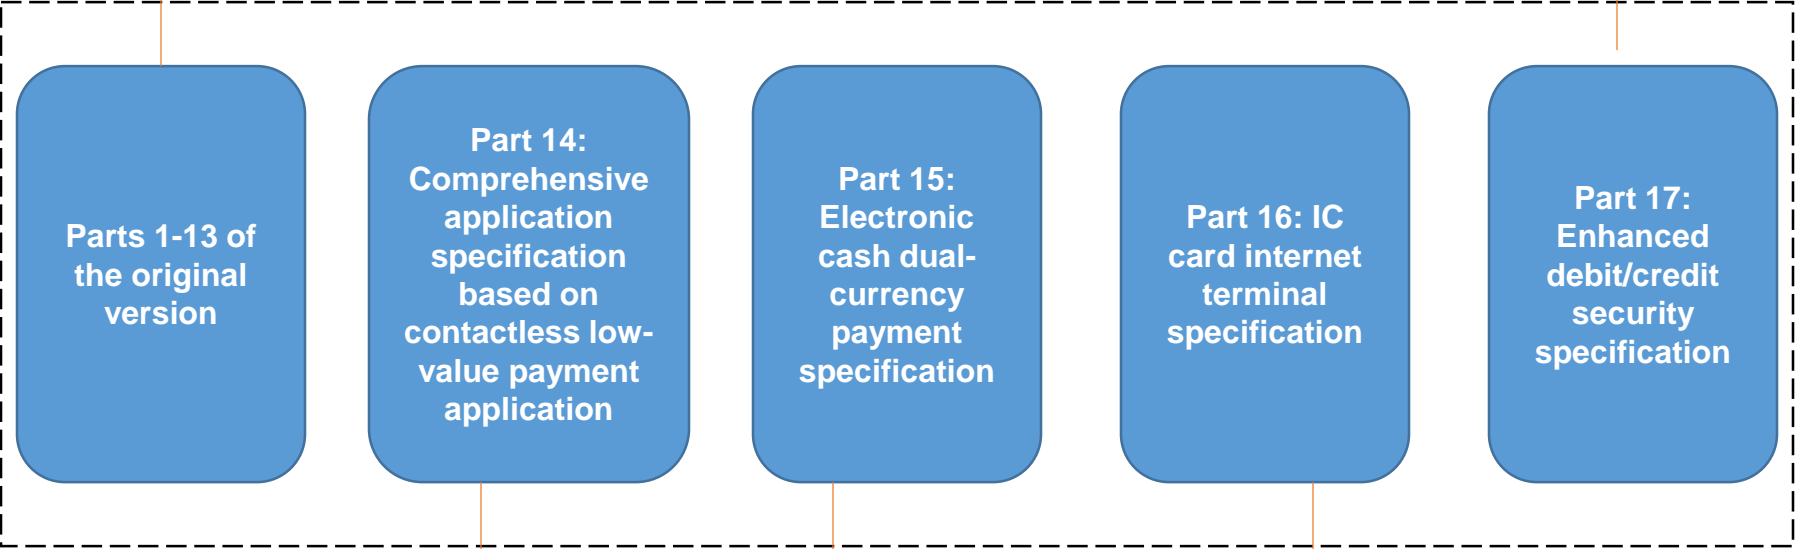 Parts 1-13 of
the original
version
Part 14:
Comprehensive
application
specification
based on
contactless low-
value payment
application
Part 15:
Electronic
cash dual-
currency
payment
specification
Part 16: IC
card internet
terminal
specification
Part 17:
Enhanced
debit/credit
security
specification